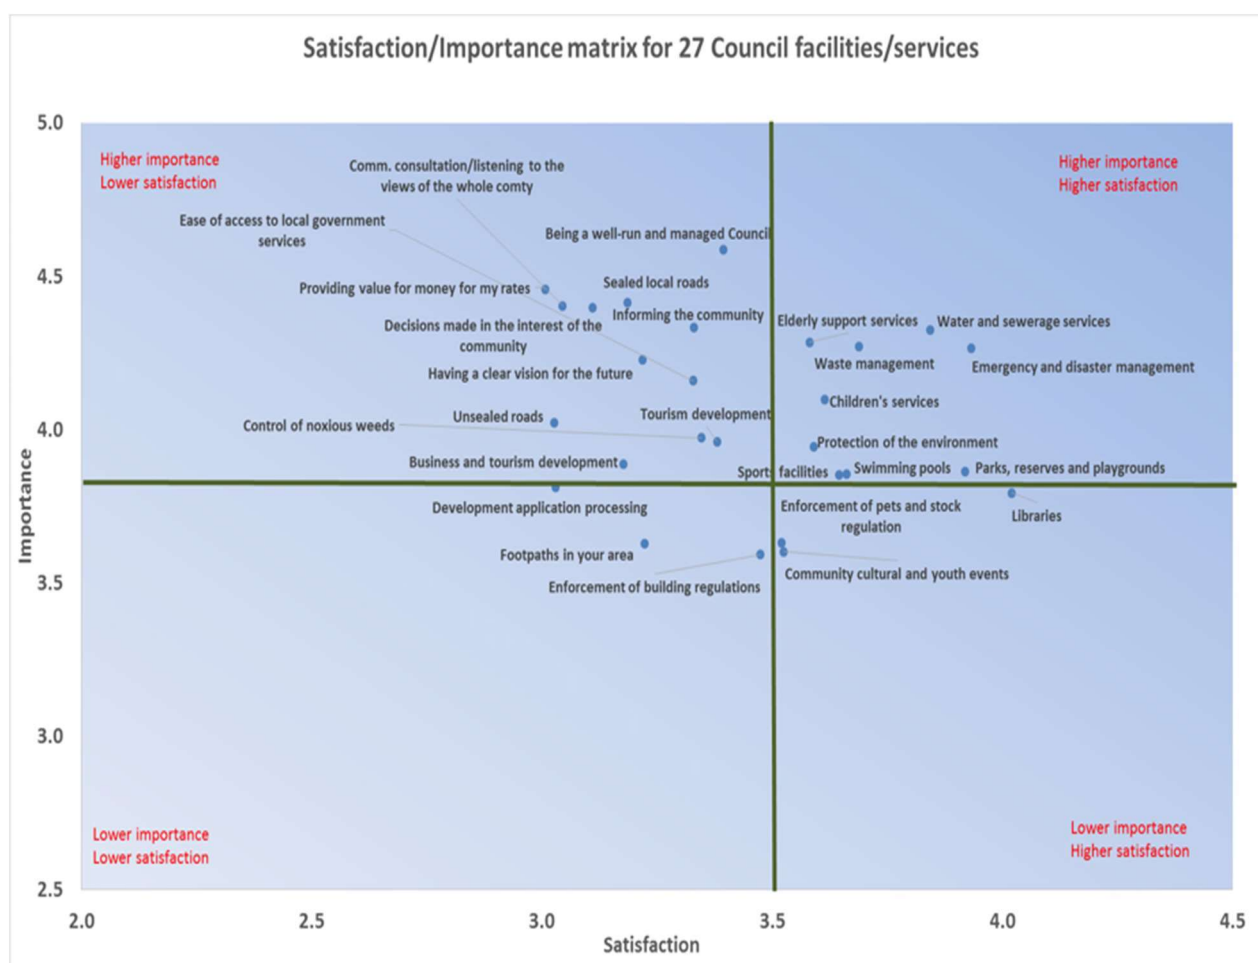 Satisfaction/Importance matrix for 27 Council facilities/services
5.0
Higher importance
Lower satisfaction
Comm. consultation/listening to the
views of the whole comty
Higher importance
Higher satisfaction
Ease of access to local government
services
Being a well-run and managed Council
4.5
Providing value for money for my rates
Sealed local roads
Informing the community
Elderly support services
Water and sewerage services
Decisions made in the interest of the
community
Waste management
Emergency and disaster management
Having a clear vision for the future
Children's services
Control of noxious weeds
Unsealed roads
Tourism development
4.0
Protection of the environment
Business and tourism development
Sports facilities
Swimming pools
Parks, reserves and playgrounds
Importance
Development application processing
Enforcement of pets and stock
regulation
Libraries
Footpaths in your area
3.5
Enforcement of building regulations
Community cultural and youth events
3.0
Lower importance
Lower satisfaction
Lower importance
Higher satisfaction
2.5
2.0
2.5
3.0
3.5
4.0
4.5
Satisfaction